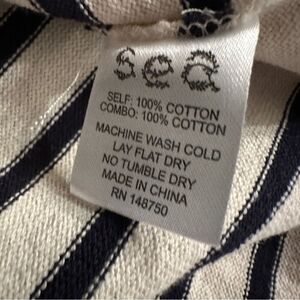 sea
SELF: 100% COTTON
COMBO: 100% COTTON
MACHINE WASH COLD
LAY FLAT DRY
NO TUMBLE DRY
MADE IN CHINA
RN 148750